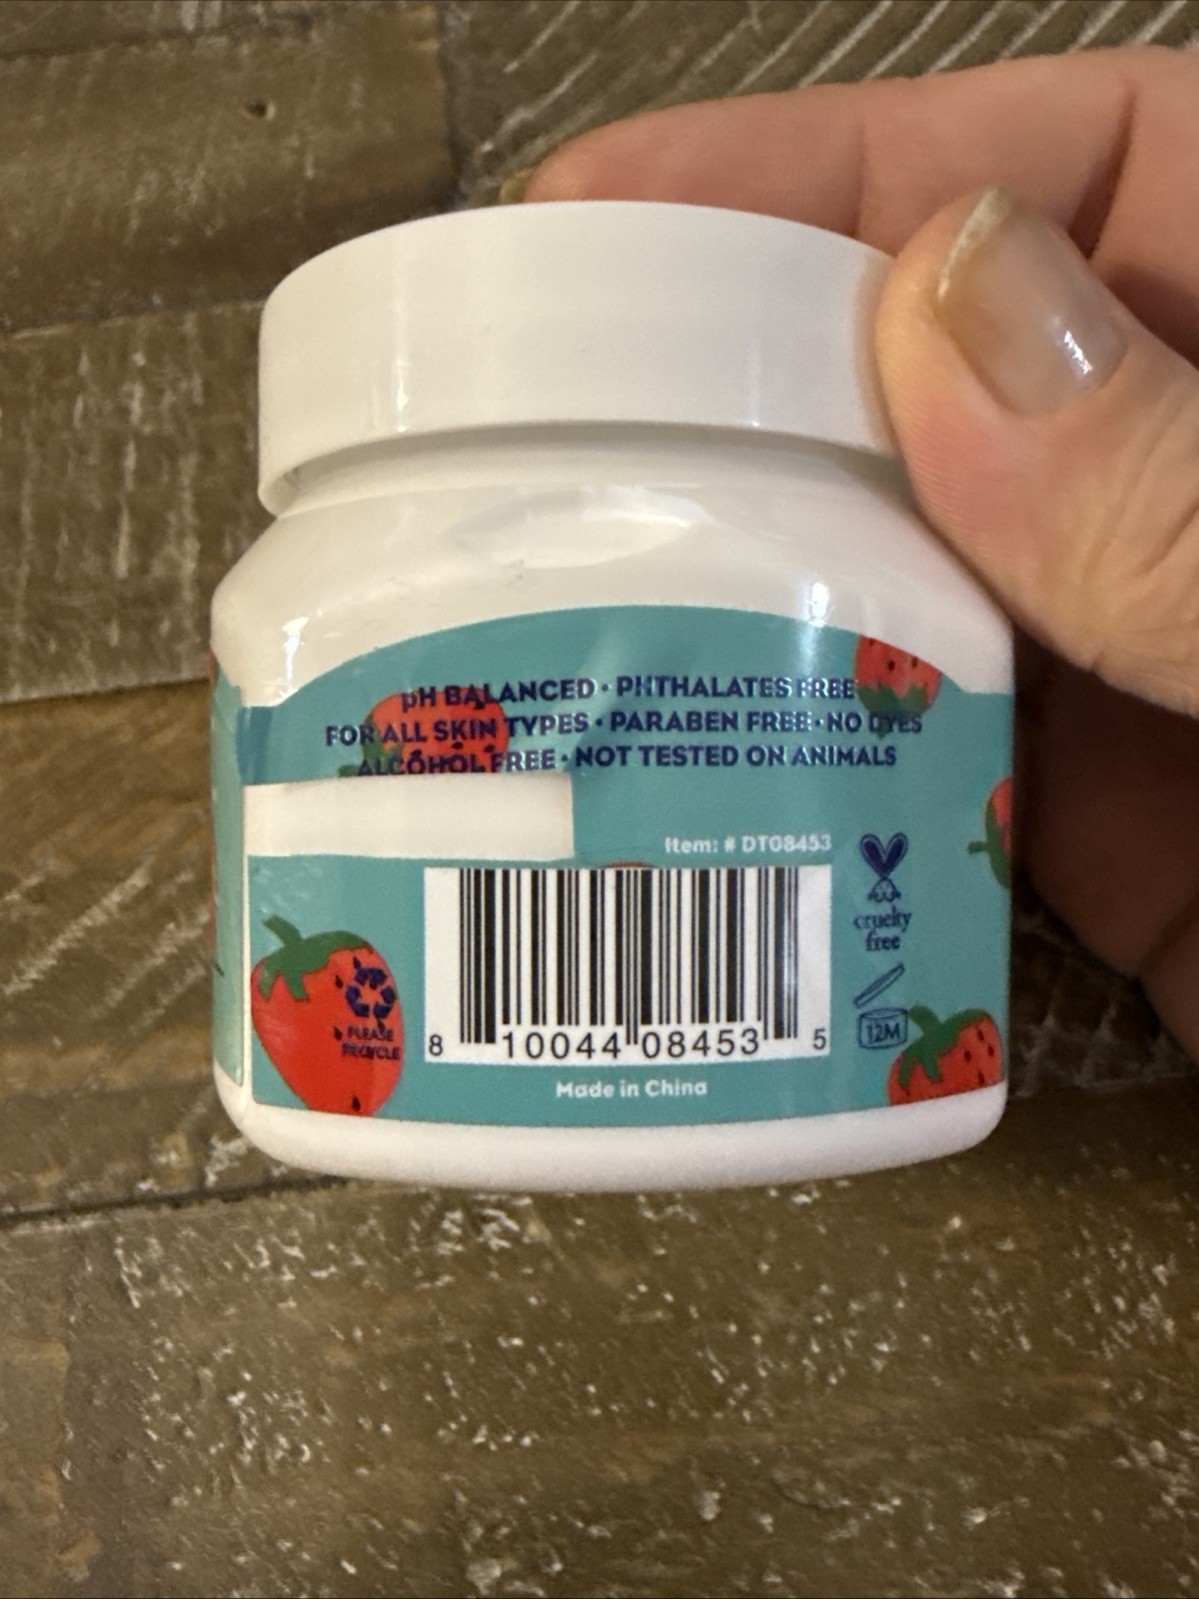 pH BALANCED • PHTHALATES FREE
FOR ALL SKIN TYPES • PARABEN FREE • NO DYES
ALCOHOL FREE • NOT TESTED ON ANIMALS
Item: # DT08453
cruelty
free
PLEASE
RECYCLE
12M
8 10044 08453 5
Made in China